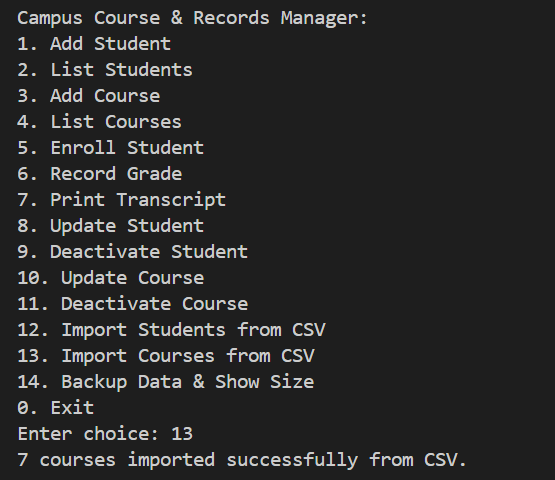 Campus Course & Records Manager:
1. Add Student
2. List Students
3. Add Course
4. List Courses
5. Enroll Student
6. Record Grade
7. Print Transcript
8. Update Student
9. Deactivate Student
10. Update Course
11. Deactivate Course
12. Import Students from CSV
13. Import Courses from CSV
14. Backup Data & Show Size
0. Exit
Enter choice: 13
7 courses imported successfully from CSV.